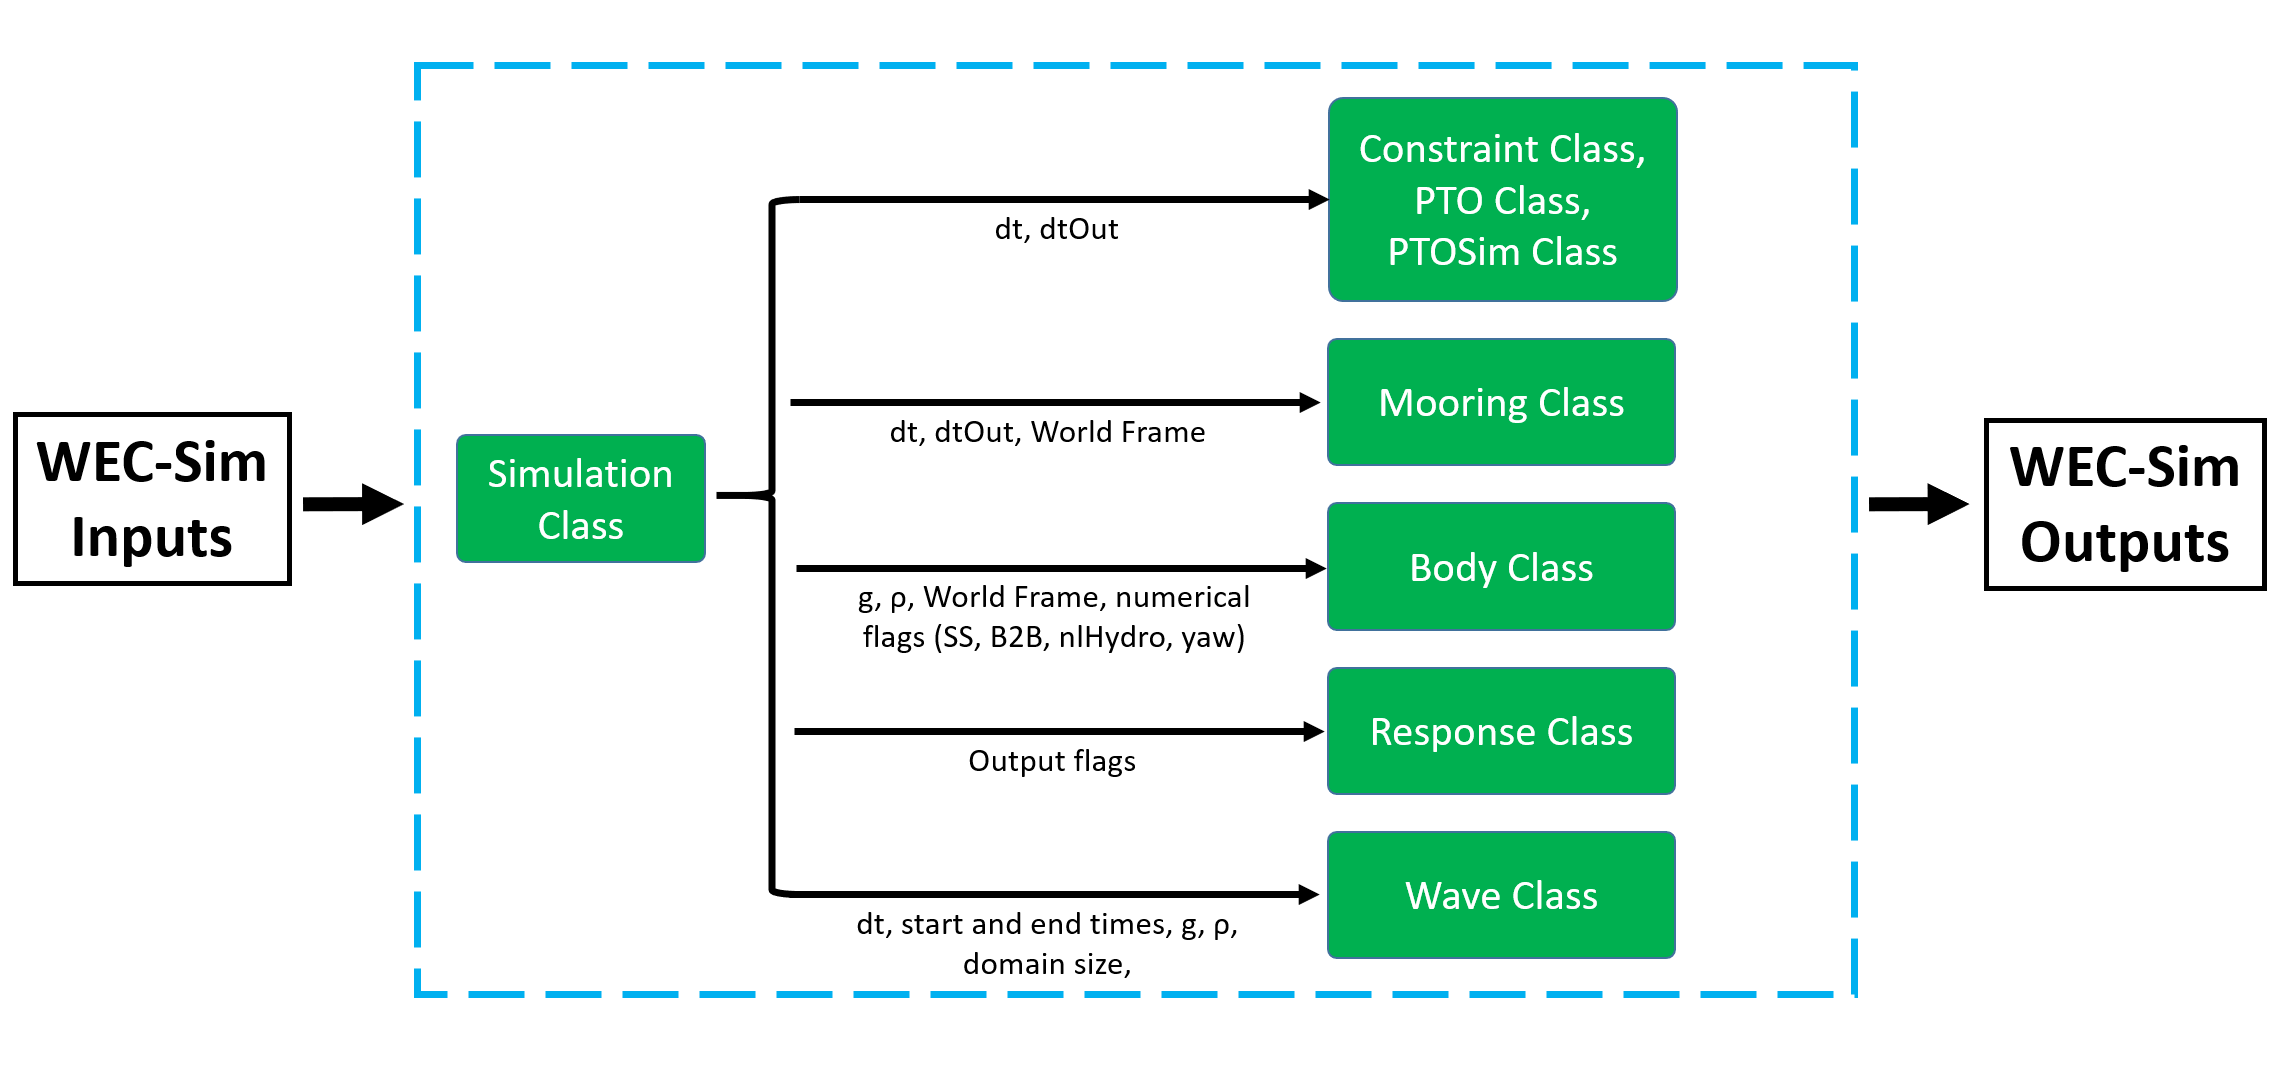 WEC-Sim
Inputs
Simulation
Class
dt, dtOut
Constraint Class,
PTO Class,
PTOSim Class
dt, dtOut, World Frame
Mooring Class
g, ρ, World Frame, numerical
flags (SS, B2B, nlHydro, yaw)
Body Class
Output flags
Response Class
dt, start and end times, g, ρ,
domain size,
Wave Class
WEC-Sim
Outputs